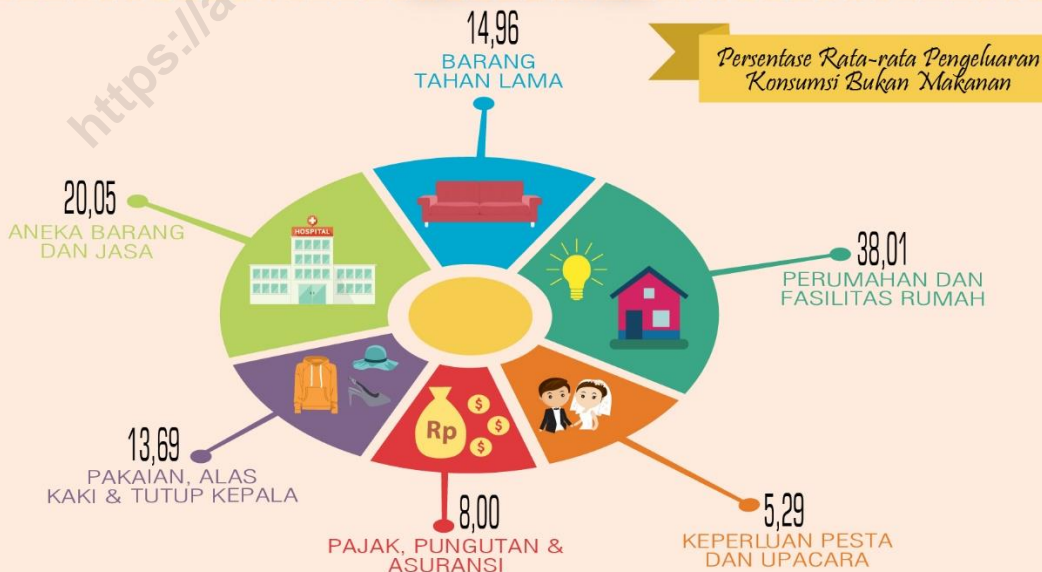 Persentase Rata-rata Pengeluaran
Konsumsi Bukan Makanan
14,96
BARANG
TAHAN LAMA
20,05
ANEKA BARANG
DAN JASA
HOSPITAL
38,01
PERUMAHAN DAN
FASILITAS RUMAH
13,69
PAKAIAN, ALAS
KAKI & TUTUP KEPALA
Rp
$
$
$
8,00
PAJAK, PUNGUTAN &
ASURANSI
5,29
KEPERLUAN PESTA
DAN UPACARA